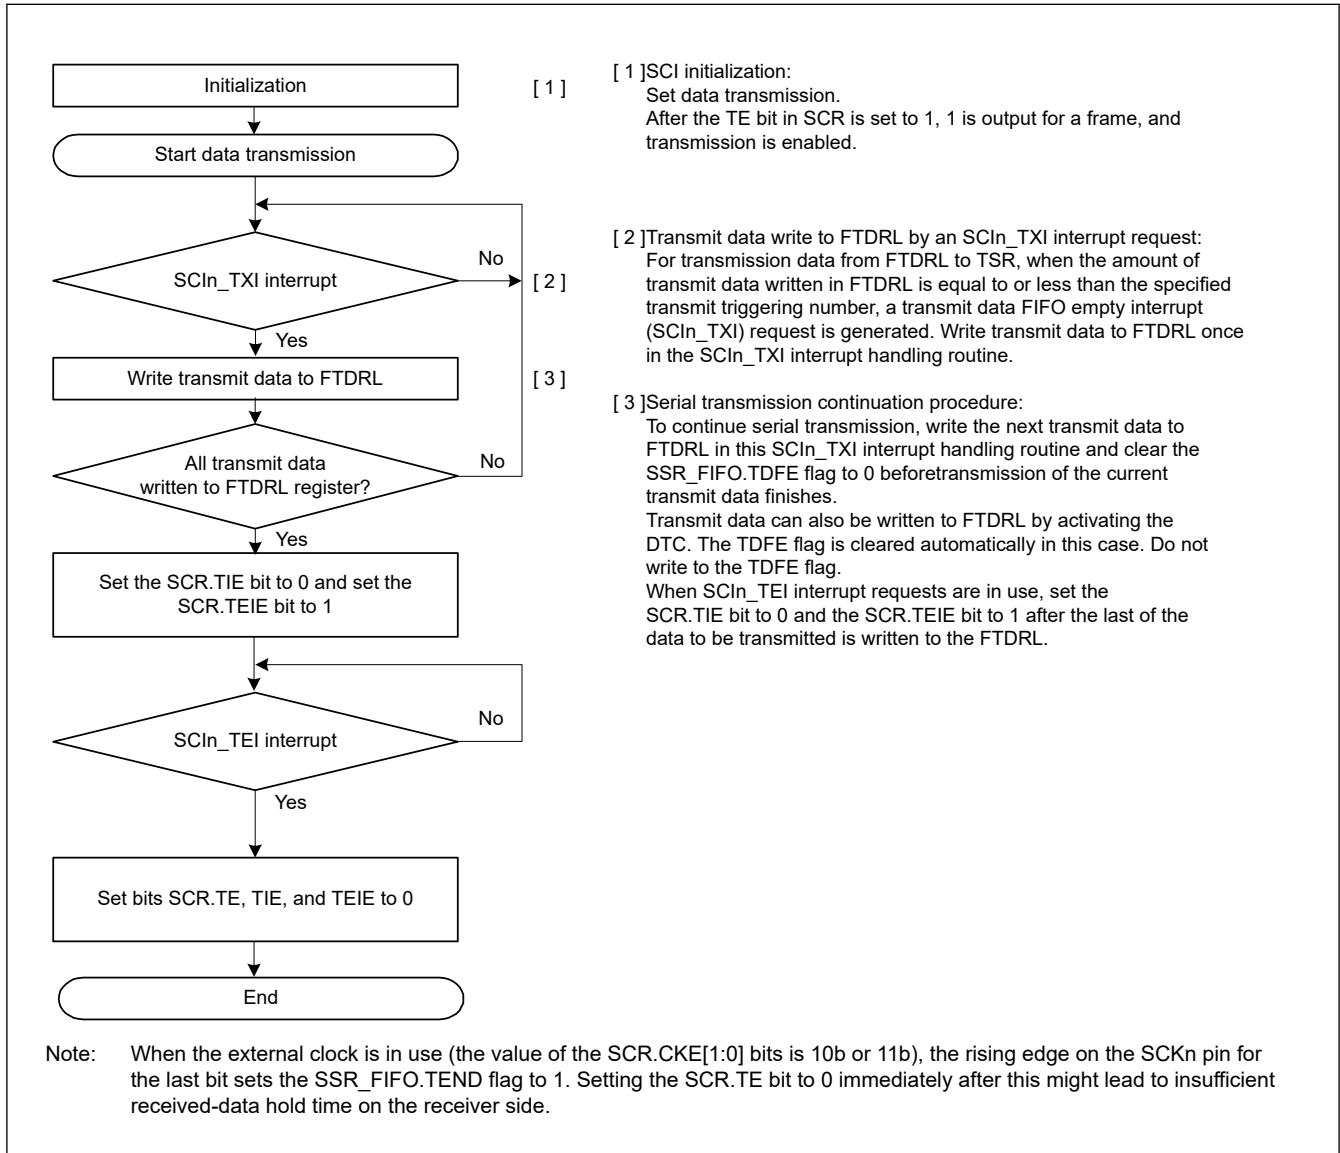 Initialization
[ 1 ]
[ 1 ]SCI initialization:
Set data transmission.
After the TE bit in SCR is set to 1, 1 is output for a frame, and
transmission is enabled.
Start data transmission
SCIn_TXI interrupt
No
[ 2 ]
[ 2 ]Transmit data write to FTDRL by an SCIn_TXI interrupt request:
For transmission data from FTDRL to TSR, when the amount of
transmit data written in FTDRL is equal to or less than the specified
transmit triggering number, a transmit data FIFO empty interrupt
(SCIn_TXI) request is generated. Write transmit data to FTDRL once
in the SCIn_TXI interrupt handling routine.
Yes
Write transmit data to FTDRL
[ 3 ]
[ 3 ]Serial transmission continuation procedure:
To continue serial transmission, write the next transmit data to
FTDRL in this SCIn_TXI interrupt handling routine and clear the
SSR_FIFO.TDFE flag to 0 beforetransmission of the current
transmit data finishes.
Transmit data can also be written to FTDRL by activating the
DTC. The TDFE flag is cleared automatically in this case. Do not
write to the TDFE flag.
When SCIn_TEI interrupt requests are in use, set the
SCR.TIE bit to 0 and the SCR.TEIE bit to 1 after the last of the
data to be transmitted is written to the FTDRL.
All transmit data
written to FTDRL register?
No
Yes
Set the SCR.TIE bit to 0 and set the
SCR.TEIE bit to 1
SCIn_TEI interrupt
No
Yes
Set bits SCR.TE, TIE, and TEIE to 0
End
Note: When the external clock is in use (the value of the SCR.CKE[1:0] bits is 10b or 11b), the rising edge on the SCKn pin for
the last bit sets the SSR_FIFO.TEND flag to 1. Setting the SCR.TE bit to 0 immediately after this might lead to insufficient
received-data hold time on the receiver side.